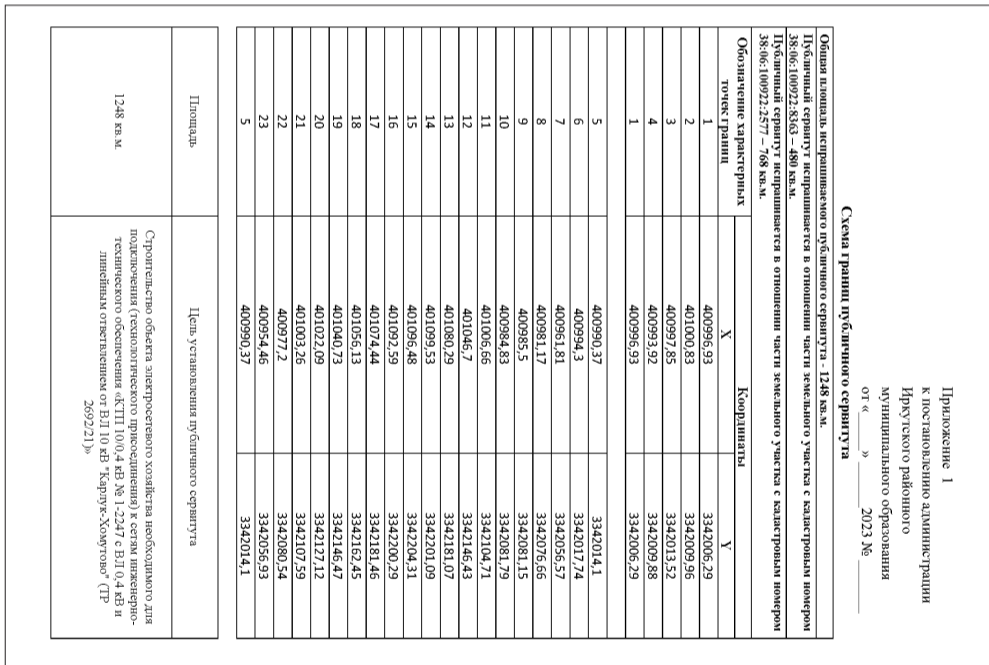 Приложение 1
к постановлению администрации
Иркутского районного
муниципального образования
от « ___ » ______ 2023 № ______
Схема границ публичного сервитута
Общая площадь испрашиваемого публичного сервитута - 1248 кв.м.
Публичный сервитут испрашивается в отношении части земельного участка с кадастровым номером
38:06:100922:8363 – 480 кв.м.
Публичный сервитут испрашивается в отношении части земельного участка с кадастровым номером
38:06:100922:2577 – 768 кв.м.
Обозначение характерных точек границ Координаты
X Y
1 400996,93 3342006,29
2 401000,83 3342009,96
3 400997,85 3342013,52
4 400993,92 3342009,88
1 400996,93 3342006,29
5 400990,37 3342014,1
6 400994,3 3342017,74
7 400961,81 3342056,57
8 400981,17 3342076,66
9 400985,5 3342081,15
10 400984,83 3342081,79
11 401006,66 3342104,71
12 401046,7 3342146,43
13 401080,29 3342181,07
14 401099,53 3342201,09
15 401096,48 3342204,31
16 401092,59 3342200,29
17 401074,44 3342181,46
18 401056,13 3342162,45
19 401040,73 3342146,47
20 401022,09 3342127,12
21 401003,26 3342107,59
22 400977,2 3342080,54
23 400954,46 3342056,93
5 400990,37 3342014,1
Площадь Цель установления публичного сервитута
1248 кв.м.
Строительство объекта электросетевого хозяйства необходимого для
подключения (технологического присоединения) к сетям инженерно-
технического обеспечения «КТП 10/0,4 кВ № 1-2247 с ВЛ 0,4 кВ и
линейным ответвлением от ВЛ 10 кВ "Карлук-Хомутово" (ТР
2692/21)»